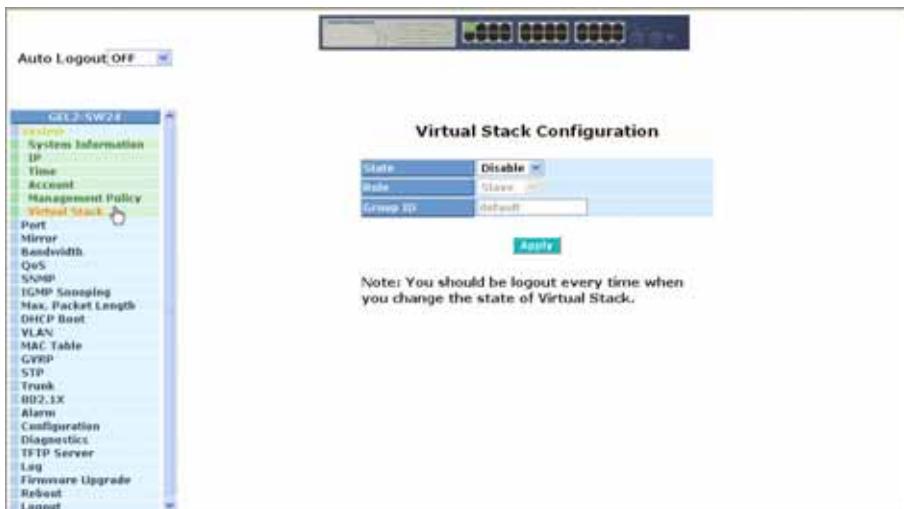 Auto Logout OFF
GEL2-SW24
System
System Information
IP
Time
Account
Management Policy
Virtual Stack
Port
Mirror
Bandwidth
QoS
SNMP
IGMP Snooping
Max. Packet Length
DHCP Boot
VLAN
MAC Table
GVRP
STP
Trunk
802.1X
Alarm
Configuration
Diagnostics
TFTP Server
Log
Firmware Upgrade
Reboot
Logout
Virtual Stack Configuration
State Disable
Role Slave
Group ID default
Apply
Note: You should be logout every time when
you change the state of Virtual Stack.